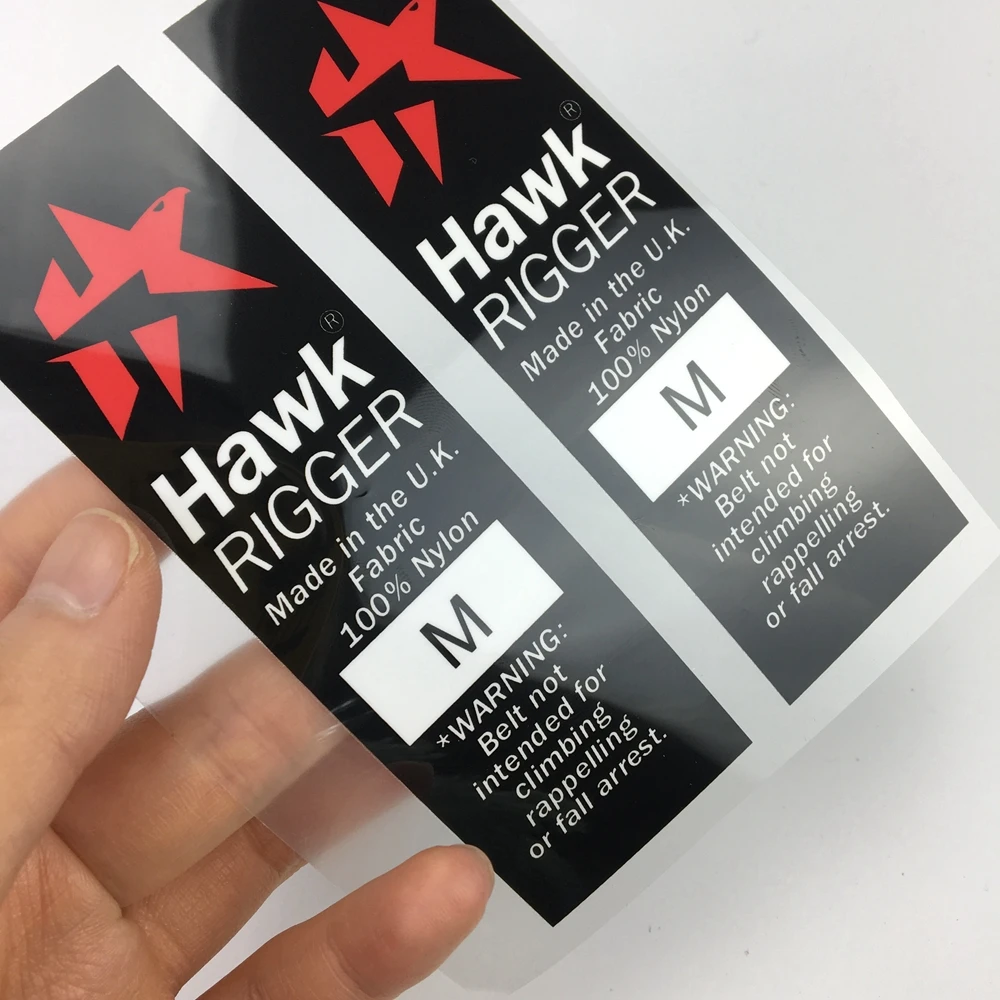 Hawk®
RIGGER
Made in the U.K.
Fabric
100% Nylon
M
*WARNING:
Belt not
intended for
climbing
rappelling
or fall arrest.
Hawk®
RIGGER
Made in the U.K.
Fabric
100% Nylon
M
*WARNING:
Belt not
intended for
climbing
rappelling
or fall arrest.